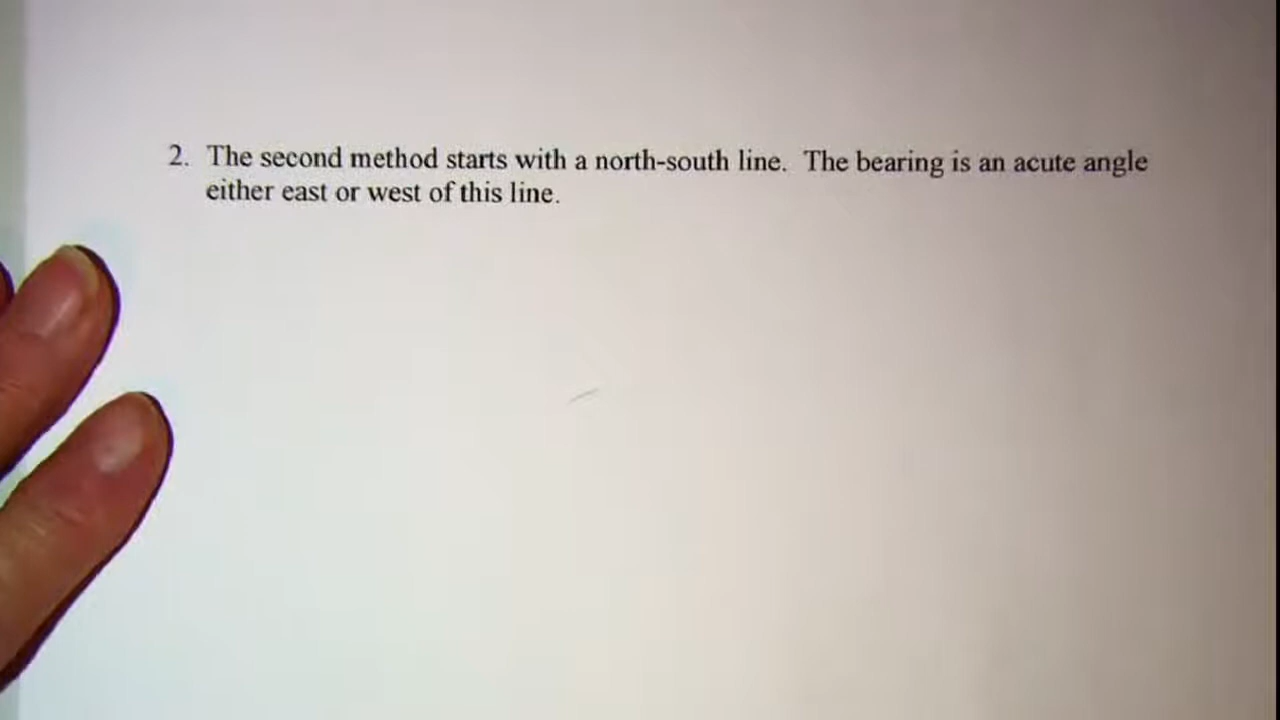 2. The second method starts with a north-south line. The bearing is an acute angle
either east or west of this line.